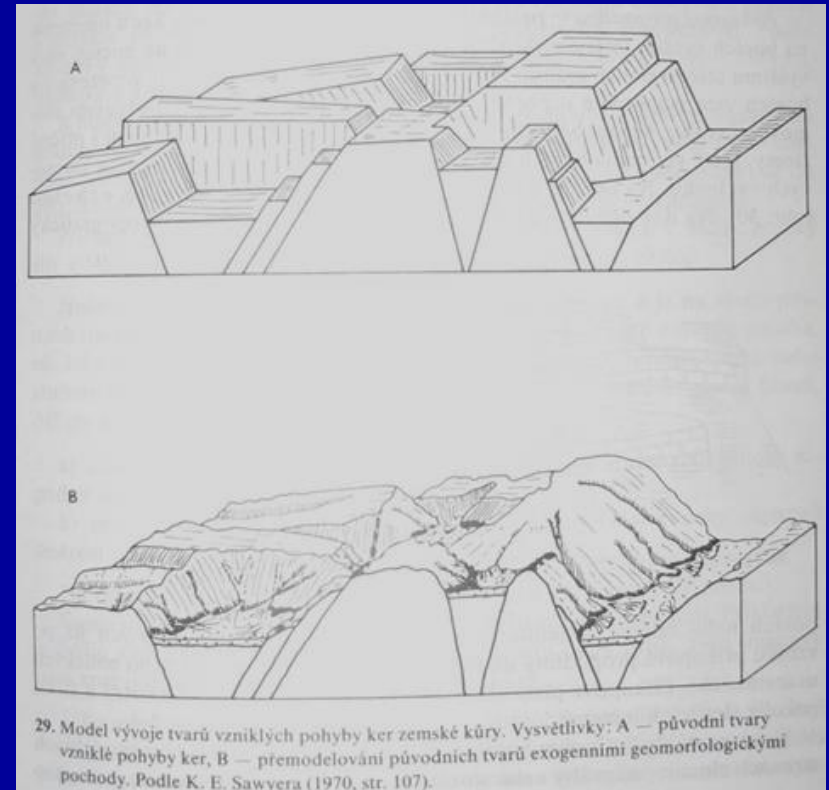 A
B
29. Model vývoje tvarů vzniklých pohyby ker zemské kůry. Vysvětlivky: A — původní tvary
vzniklé pohyby ker, B — přemodelování původních tvarů exogenními geomorfologickými
pochody. Podle K. E. Sawyera (1970, str. 107).